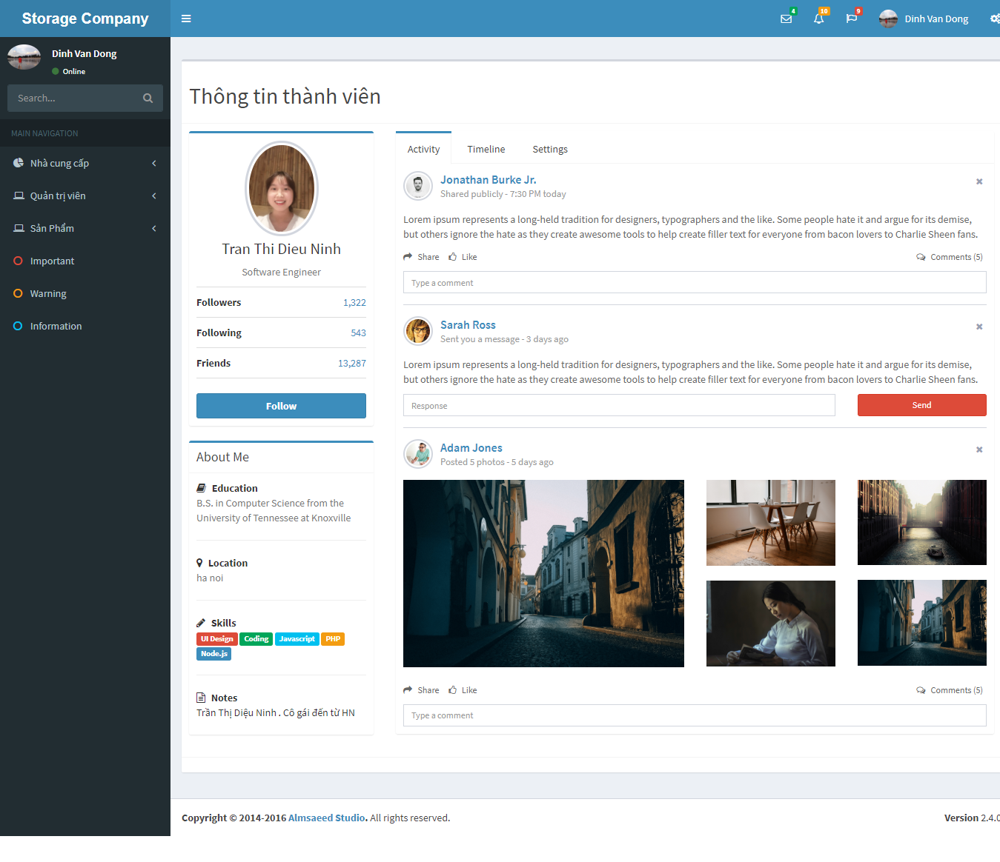 Storage Company
4
10
9
Dinh Van Dong
Dinh Van Dong
Online
Search...
MAIN NAVIGATION
Nhà cung cấp
Quản trị viên
Sản Phẩm
Important
Warning
Information
Thông tin thành viên
Tran Thi Dieu Ninh
Software Engineer
Followers 1,322
Following 543
Friends 13,287
Follow
About Me
Education
B.S. in Computer Science from the
University of Tennessee at Knoxville
Location
ha noi
Skills
UI Design Coding Javascript PHP
Node.js
Notes
Trần Thị Diệu Ninh . Cô gái đến từ HN
Activity Timeline Settings
Jonathan Burke Jr.
Shared publicly - 7:30 PM today
Lorem ipsum represents a long-held tradition for designers, typographers and the like. Some people hate it and argue for its demise,
but others ignore the hate as they create awesome tools to help create filler text for everyone from bacon lovers to Charlie Sheen fans.
Share Like Comments (5)
Type a comment
Sarah Ross
Sent you a message - 3 days ago
Lorem ipsum represents a long-held tradition for designers, typographers and the like. Some people hate it and argue for its demise,
but others ignore the hate as they create awesome tools to help create filler text for everyone from bacon lovers to Charlie Sheen fans.
Response Send
Adam Jones
Posted 5 photos - 5 days ago
Share Like Comments (5)
Type a comment
Copyright © 2014-2016 Almsaeed Studio. All rights reserved.
Version 2.4.0